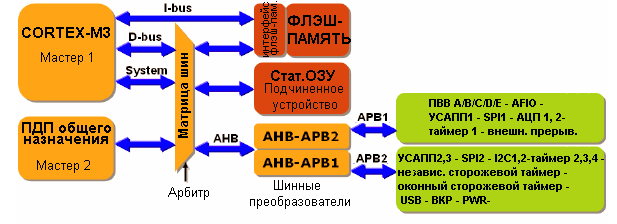 I-bus
CORTEX-M3
Мастер 1
D-bus
System
Матрица шин
интерфейс
флэш-пам.
ФЛЭШ-
ПАМЯТЬ
Стат.ОЗУ
Подчиненное
устройство
ПДП общего
назначения
Мастер 2
AHB
Арбитр
AHB-APB2
AHB-APB1
Шинные
преобразователи
APB1
ПВВ A/B/C/D/E - AFIO -
УСАПП1 - SPI1 - АЦП 1, 2-
таймер 1 - внешн. прерыв.
APB2
УСАПП2,3 - SPI2 - I2C1,2-таймер 2,3,4 -
независ. сторожевой таймер -
оконный сторожевой таймер -
USB - BKP - PWR-